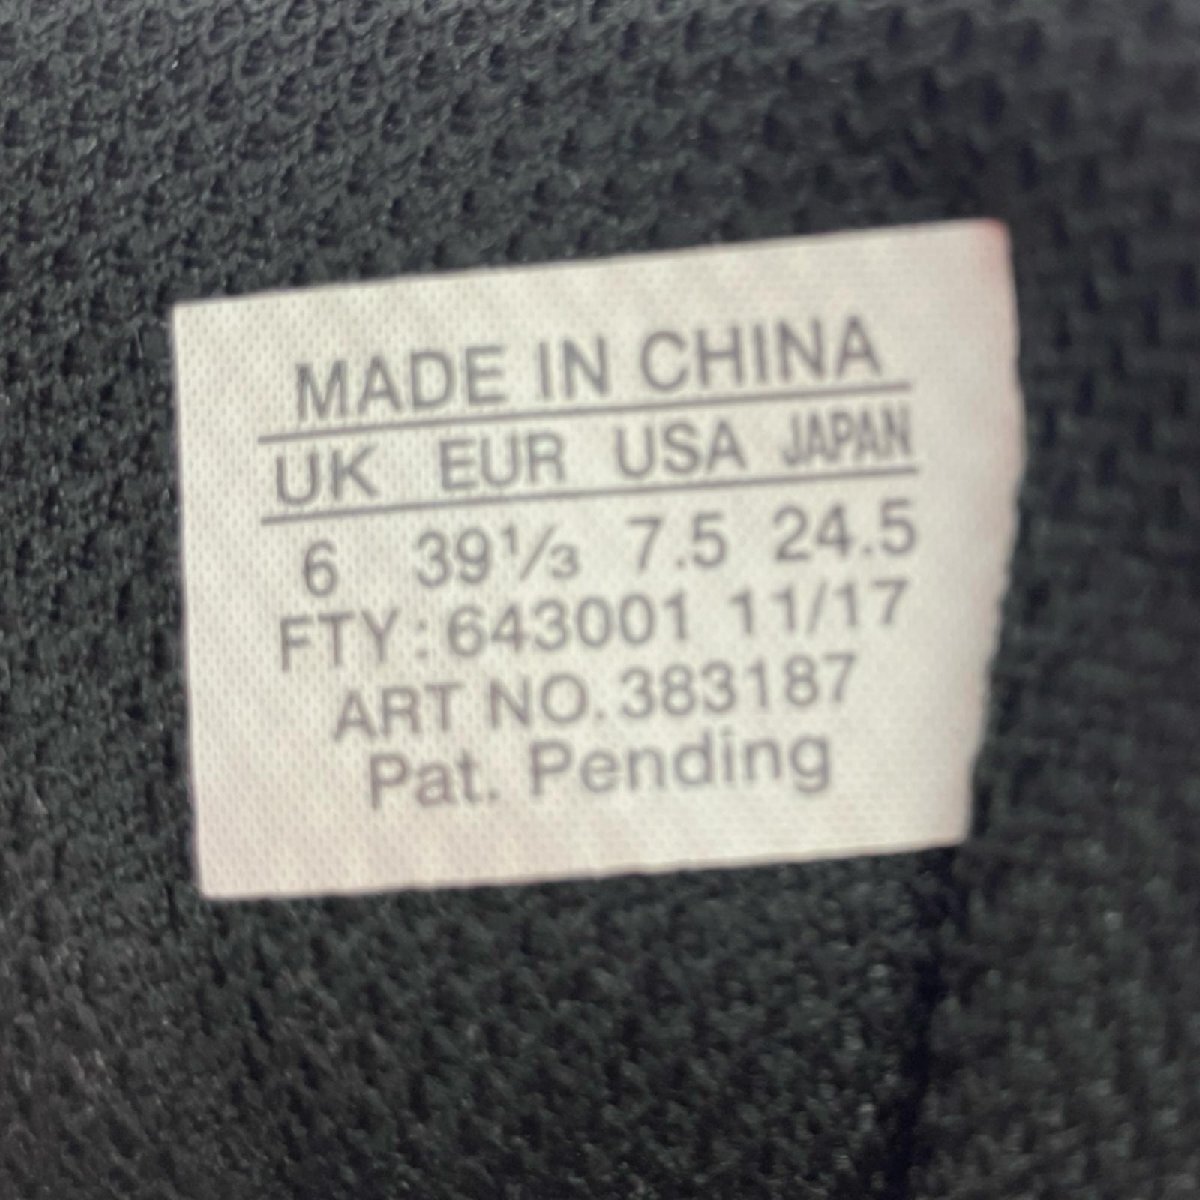 MADE IN CHINA
UK EUR USA JAPAN
6 39⅓ 7.5 24.5
FTY: 643001 11/17
ART NO. 383187
Pat. Pending